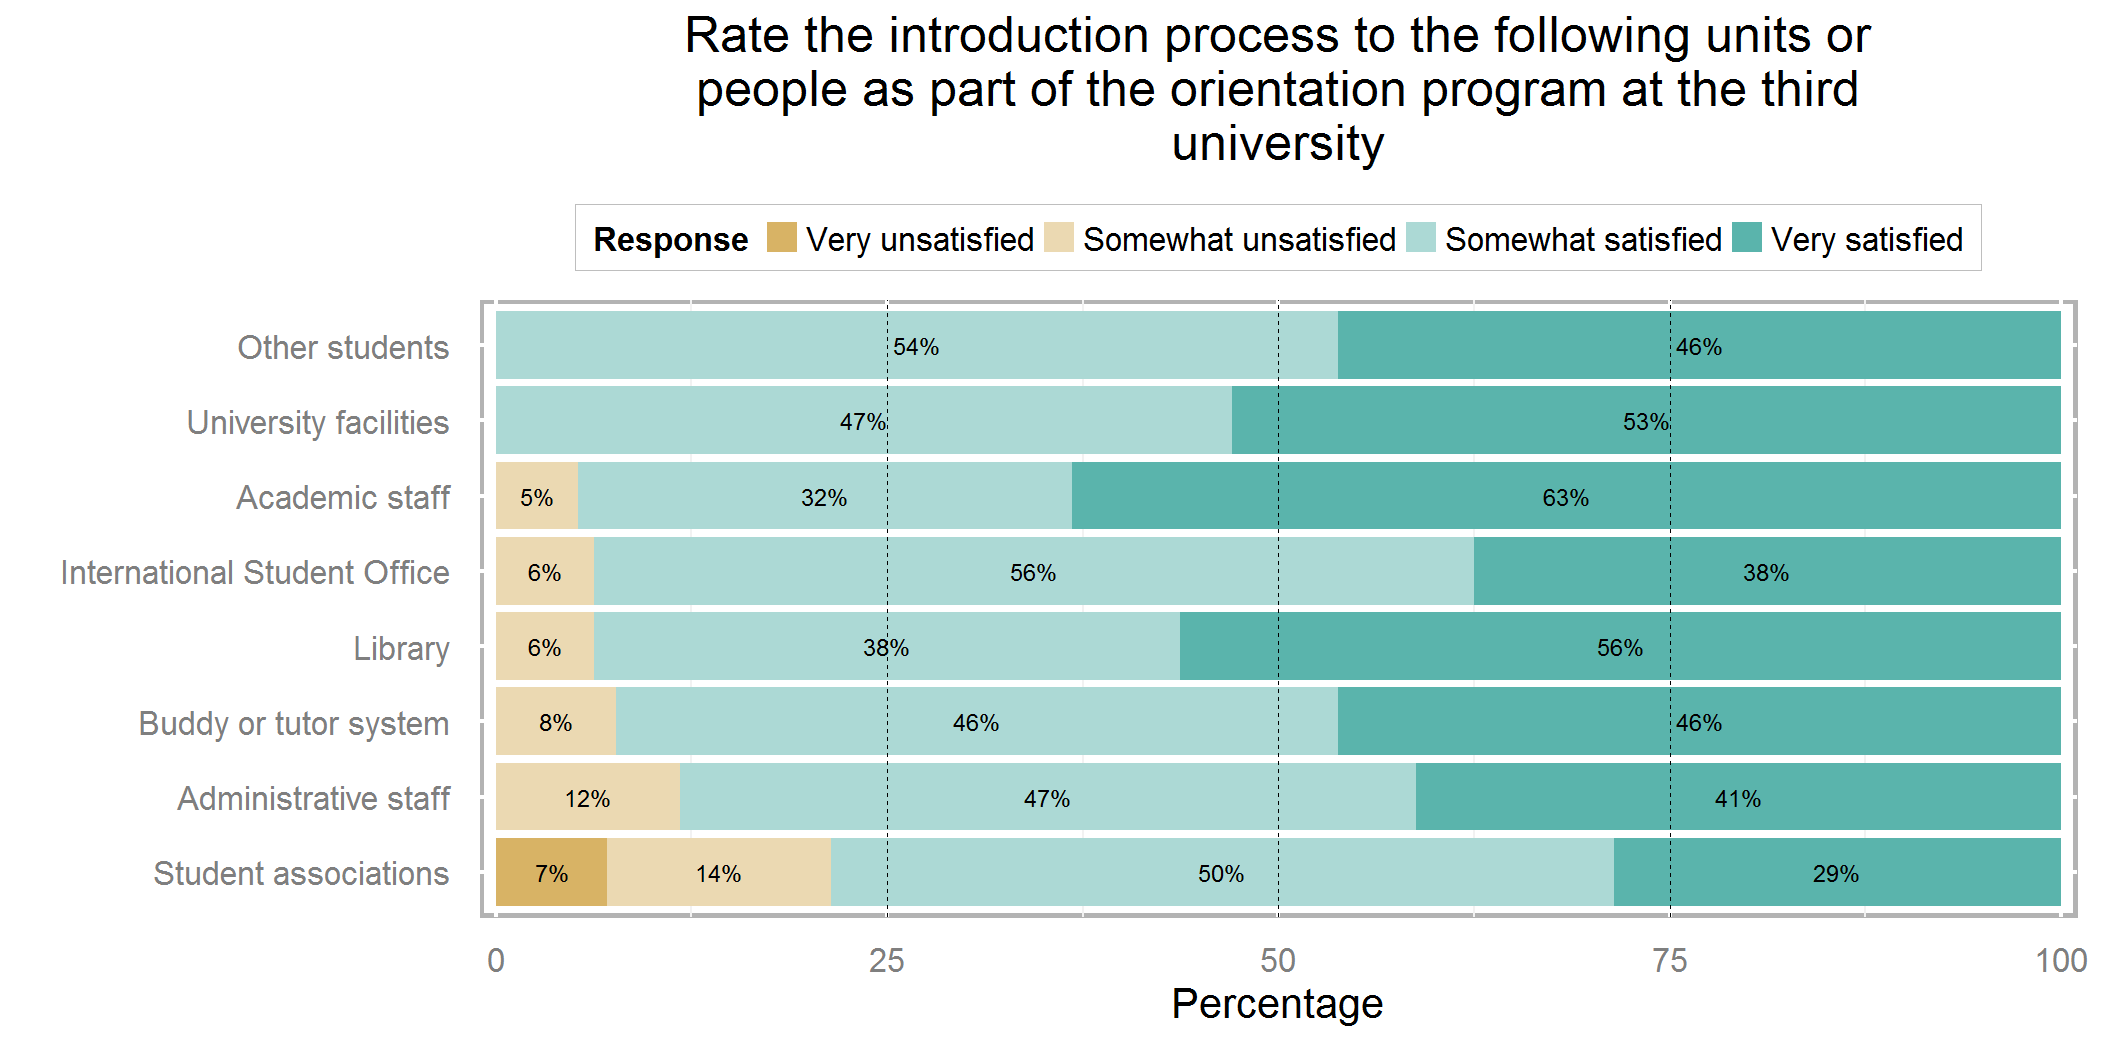 Rate the introduction process to the following units or
people as part of the orientation program at the third
university
Response Very unsatisfied Somewhat unsatisfied Somewhat satisfied Very satisfied
Other students 54% 46%
University facilities 47% 53%
Academic staff 5% 32% 63%
International Student Office 6% 56% 38%
Library 6% 38% 56%
Buddy or tutor system 8% 46% 46%
Administrative staff 12% 47% 41%
Student associations 7% 14% 50% 29%
0 25 50 75 100
Percentage